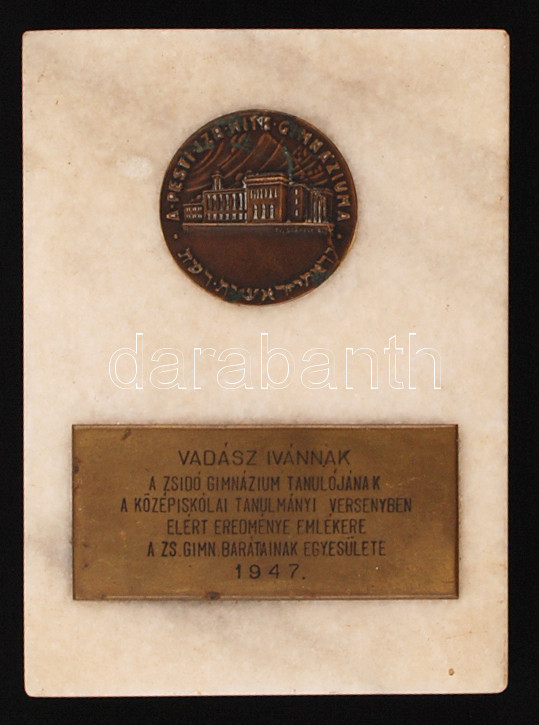 A·PESTI·IZR·HITK·GIMNÁZIUMA
darabanth
VADÁSZ IVÁNNAK
A ZSIDÓ GIMNÁZIUM TANULÓJÁNAK
A KÖZÉPISKOLAI TANULMÁNYI VERSENYBEN
ELÉRT EREDMÉNYE EMLÉKÉRE
A ZS. GIMN. BARÁTAINAK EGYESÜLETE
1947.